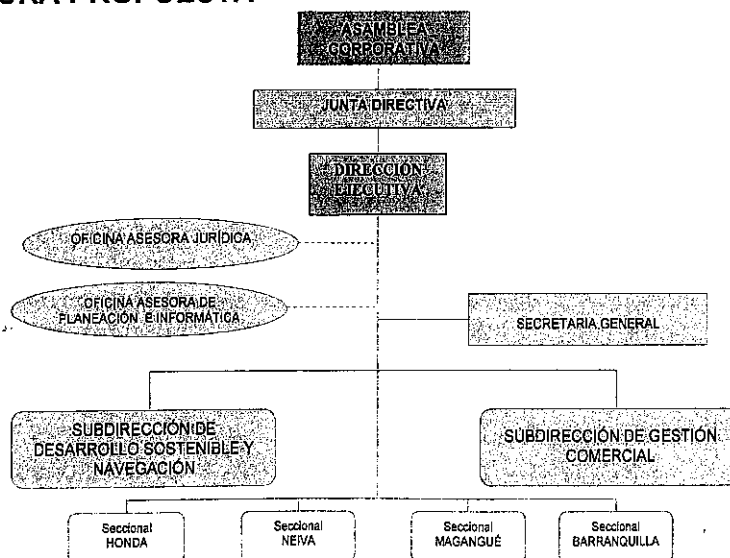 ASAMBLEA
CORPORATIVA
JUNTA DIRECTIVA
DIRECCIÓN
EJECUTIVA
OFICINA ASESORA JURÍDICA
OFICINA ASESORA DE
PLANEACIÓN E INFORMÁTICA
SECRETARIA GENERAL
SUBDIRECCIÓN DE
DESARROLLO SOSTENIBLE Y
NAVEGACIÓN
SUBDIRECCIÓN DE GESTIÓN
COMERCIAL
Seccional
HONDA
Seccional
NEIVA
Seccional
MAGANGUÉ
Seccional
BARRANQUILLA